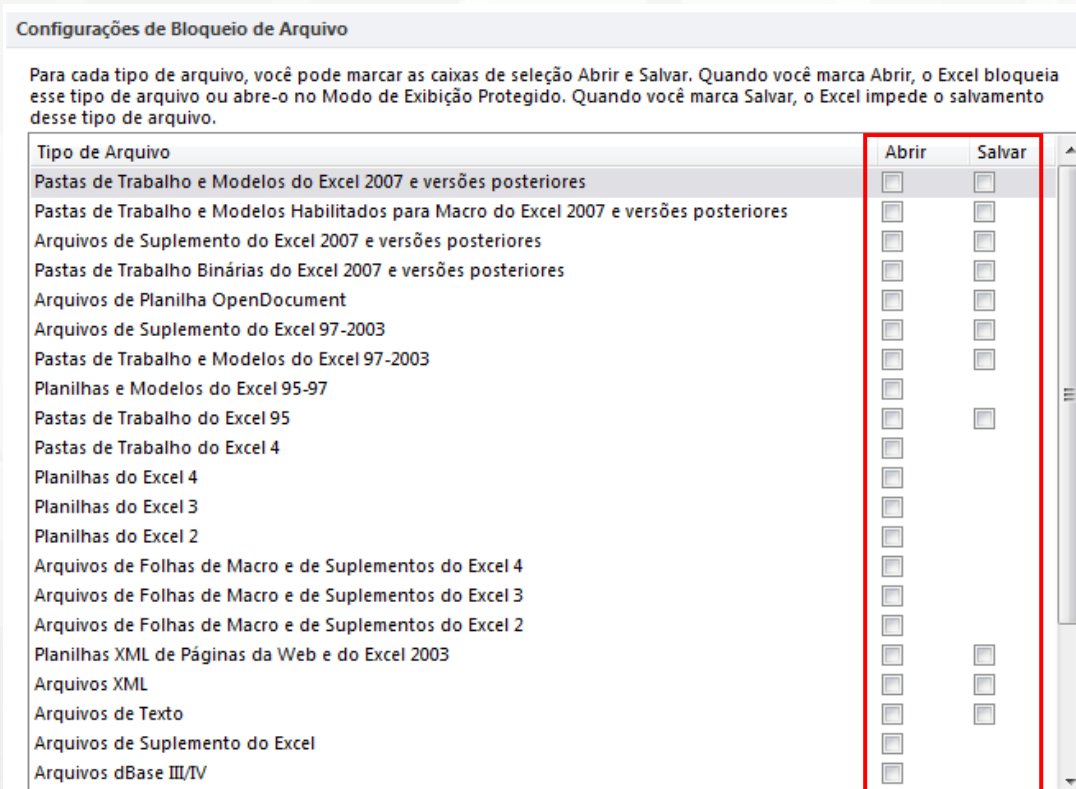 Configurações de Bloqueio de Arquivo
Para cada tipo de arquivo, você pode marcar as caixas de seleção Abrir e Salvar. Quando você marca Abrir, o Excel bloqueia
esse tipo de arquivo ou abre-o no Modo de Exibição Protegido. Quando você marca Salvar, o Excel impede o salvamento
desse tipo de arquivo.
Tipo de Arquivo Abrir Salvar
Pastas de Trabalho e Modelos do Excel 2007 e versões posteriores
Pastas de Trabalho e Modelos Habilitados para Macro do Excel 2007 e versões posteriores
Arquivos de Suplemento do Excel 2007 e versões posteriores
Pastas de Trabalho Binárias do Excel 2007 e versões posteriores
Arquivos de Planilha OpenDocument
Arquivos de Suplemento do Excel 97-2003
Pastas de Trabalho e Modelos do Excel 97-2003
Planilhas e Modelos do Excel 95-97
Pastas de Trabalho do Excel 95
Pastas de Trabalho do Excel 4
Planilhas do Excel 4
Planilhas do Excel 3
Planilhas do Excel 2
Arquivos de Folhas de Macro e de Suplementos do Excel 4
Arquivos de Folhas de Macro e de Suplementos do Excel 3
Arquivos de Folhas de Macro e de Suplementos do Excel 2
Planilhas XML de Páginas da Web e do Excel 2003
Arquivos XML
Arquivos de Texto
Arquivos de Suplemento do Excel
Arquivos dBase III/IV